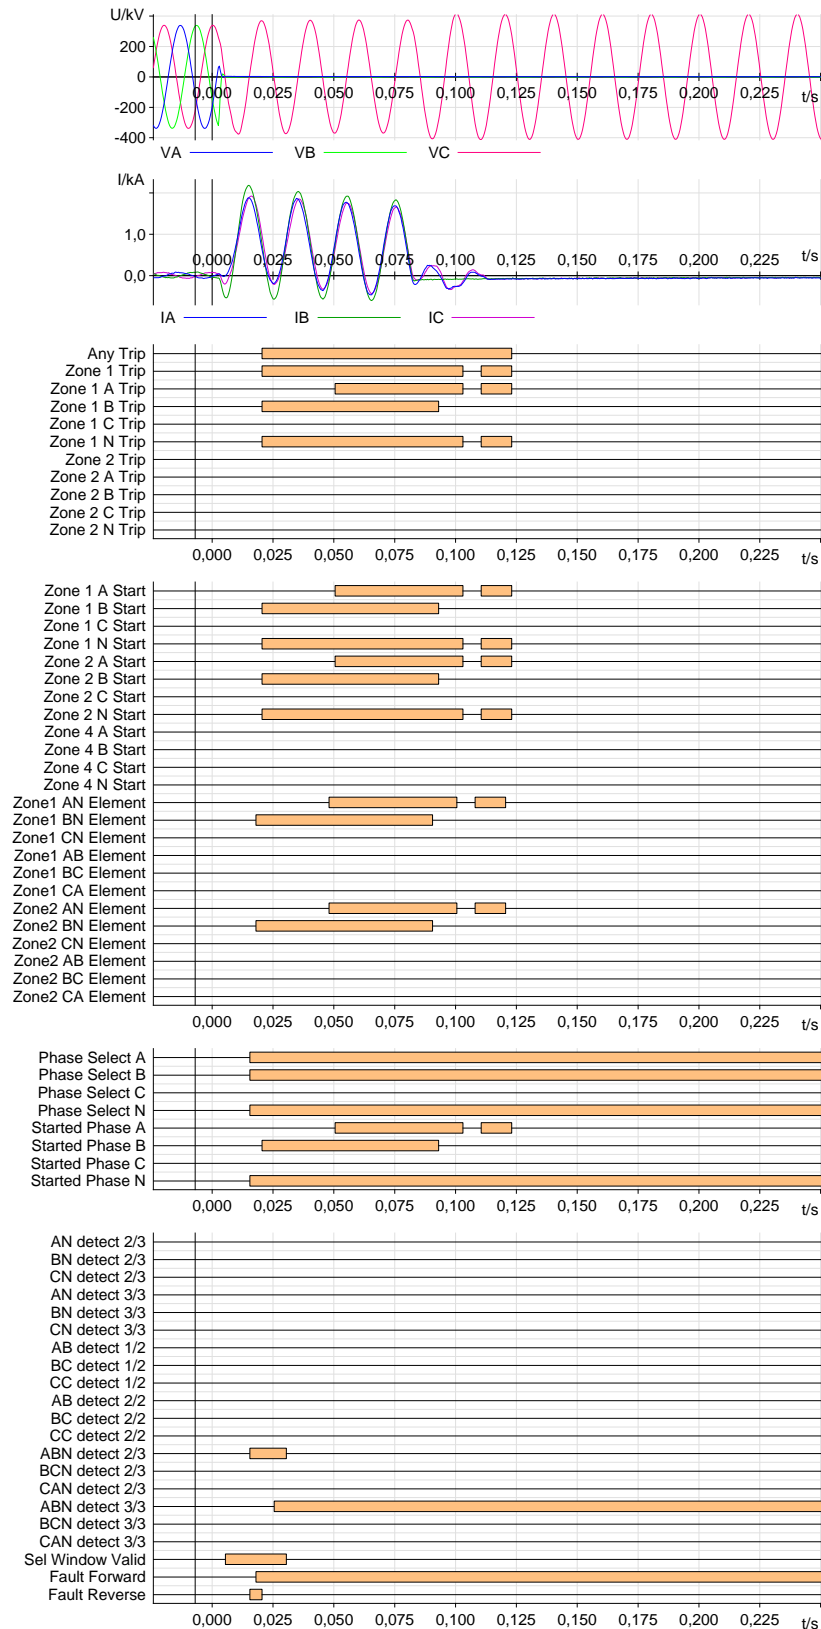 U/kV
200
0
-200
-400
0,000 0,025 0,050 0,075 0,100 0,125 0,150 0,175 0,200 0,225 t/s
VA VB VC
I/kA
1,0
0,0
t/s
0,000 0,025 0,050 0,075 0,100 0,125 0,150 0,175 0,200 0,225
IA IB IC
Any Trip
Zone 1 Trip
Zone 1 A Trip
Zone 1 B Trip
Zone 1 C Trip
Zone 1 N Trip
Zone 2 Trip
Zone 2 A Trip
Zone 2 B Trip
Zone 2 C Trip
Zone 2 N Trip
0,000 0,025 0,050 0,075 0,100 0,125 0,150 0,175 0,200 0,225 t/s
Zone 1 A Start
Zone 1 B Start
Zone 1 C Start
Zone 1 N Start
Zone 2 A Start
Zone 2 B Start
Zone 2 C Start
Zone 2 N Start
Zone 4 A Start
Zone 4 B Start
Zone 4 C Start
Zone 4 N Start
Zone1 AN Element
Zone1 BN Element
Zone1 CN Element
Zone1 AB Element
Zone1 BC Element
Zone1 CA Element
Zone2 AN Element
Zone2 BN Element
Zone2 CN Element
Zone2 AB Element
Zone2 BC Element
Zone2 CA Element
0,000 0,025 0,050 0,075 0,100 0,125 0,150 0,175 0,200 0,225 t/s
Phase Select A
Phase Select B
Phase Select C
Phase Select N
Started Phase A
Started Phase B
Started Phase C
Started Phase N
0,000 0,025 0,050 0,075 0,100 0,125 0,150 0,175 0,200 0,225 t/s
AN detect 2/3
BN detect 2/3
CN detect 2/3
AN detect 3/3
BN detect 3/3
CN detect 3/3
AB detect 1/2
BC detect 1/2
CC detect 1/2
AB detect 2/2
BC detect 2/2
CC detect 2/2
ABN detect 2/3
BCN detect 2/3
CAN detect 2/3
ABN detect 3/3
BCN detect 3/3
CAN detect 3/3
Sel Window Valid
Fault Forward
Fault Reverse
0,000 0,025 0,050 0,075 0,100 0,125 0,150 0,175 0,200 0,225 t/s